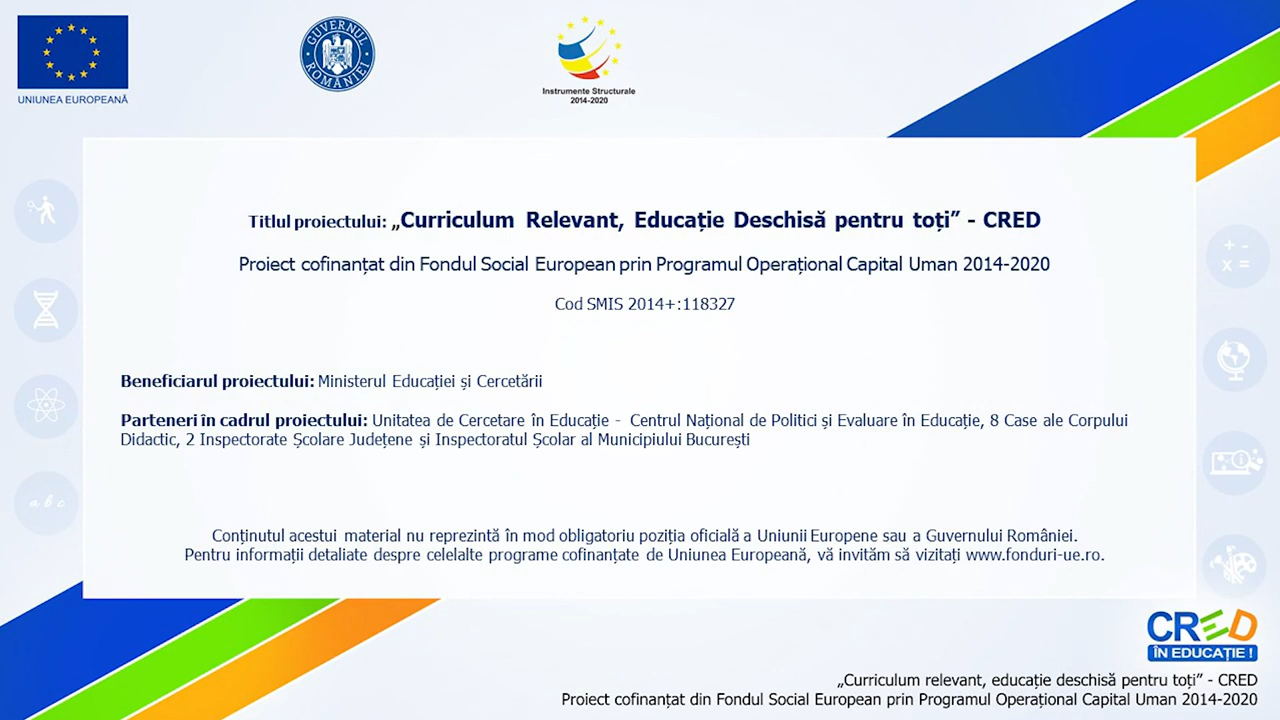 UNIUNEA EUROPEANĂ
GUVERNUL ROMÂNIEI
Instrumente Structurale
2014-2020
Titlul proiectului: „Curriculum Relevant, Educație Deschisă pentru toți” - CRED
Proiect cofinanțat din Fondul Social European prin Programul Operațional Capital Uman 2014-2020
Cod SMIS 2014+:118327
Beneficiarul proiectului: Ministerul Educației și Cercetării
Parteneri în cadrul proiectului: Unitatea de Cercetare în Educație - Centrul Național de Politici și Evaluare în Educație, 8 Case ale Corpului
Didactic, 2 Inspectorate Școlare Județene și Inspectoratul Școlar al Municipiului București
Conținutul acestui material nu reprezintă în mod obligatoriu poziția oficială a Uniunii Europene sau a Guvernului României.
Pentru informații detaliate despre celelalte programe cofinanțate de Uniunea Europeană, vă invităm să vizitați www.fonduri-ue.ro.
+ -
x =
a b c
CRED
ÎN EDUCAȚIE !
„Curriculum relevant, educație deschisă pentru toți” - CRED
Proiect cofinanțat din Fondul Social European prin Programul Operațional Capital Uman 2014-2020